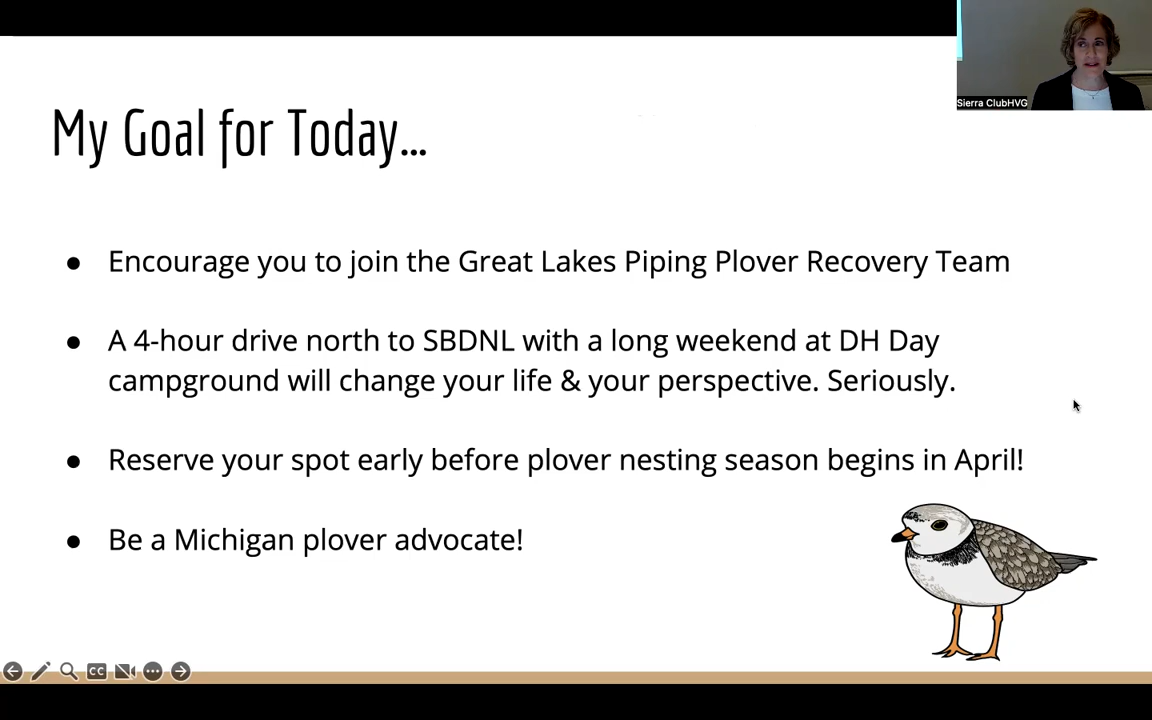 Sierra ClubHVG
My Goal for Today...
● Encourage you to join the Great Lakes Piping Plover Recovery Team
● A 4-hour drive north to SBDNL with a long weekend at DH Day
campground will change your life & your perspective. Seriously.
● Reserve your spot early before plover nesting season begins in April!
● Be a Michigan plover advocate!
CC